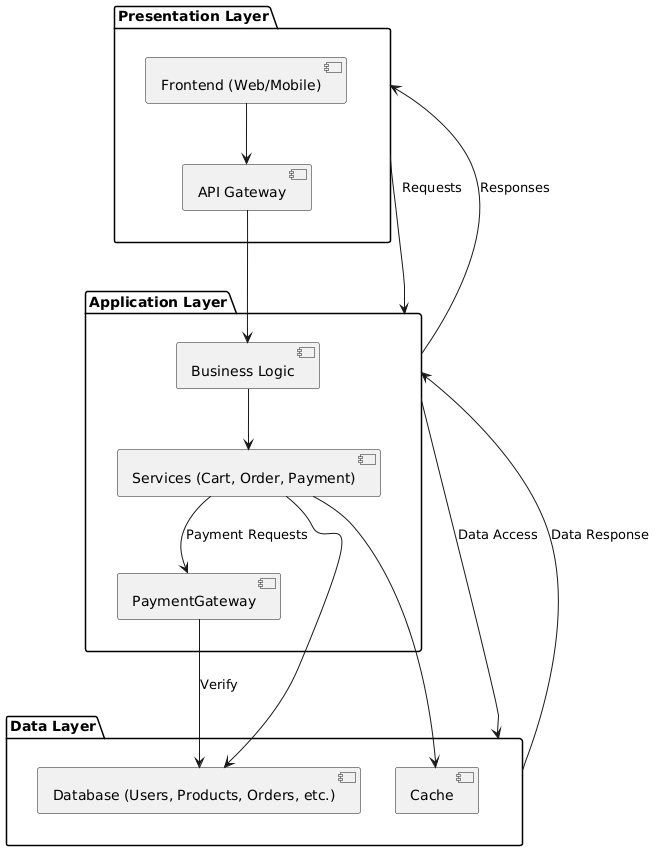 Presentation Layer
Frontend (Web/Mobile)
API Gateway
Requests
Responses
Application Layer
Business Logic
Services (Cart, Order, Payment)
Payment Requests
Data Access
Data Response
PaymentGateway
Verify
Data Layer
Database (Users, Products, Orders, etc.)
Cache